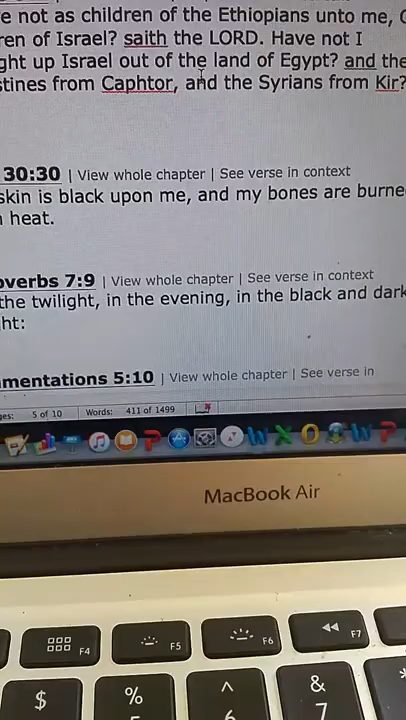 e not as children of the Ethiopians unto me,
ren of Israel? saith the LORD. Have not I
ght up Israel out of the land of Egypt? and the
stines from Caphtor, and the Syrians from Kir?
30:30 | View whole chapter | See verse in context
skin is black upon me, and my bones are burne
heat.
overbs 7:9 | View whole chapter | See verse in context
the twilight, in the evening, in the black and dark
ht:
mentations 5:10 | View whole chapter | See verse in
ges: 5 of 10 Words: 411 of 1499
MacBook Air
F4 F5 F6 F7
$ % ^ &
5 6 7